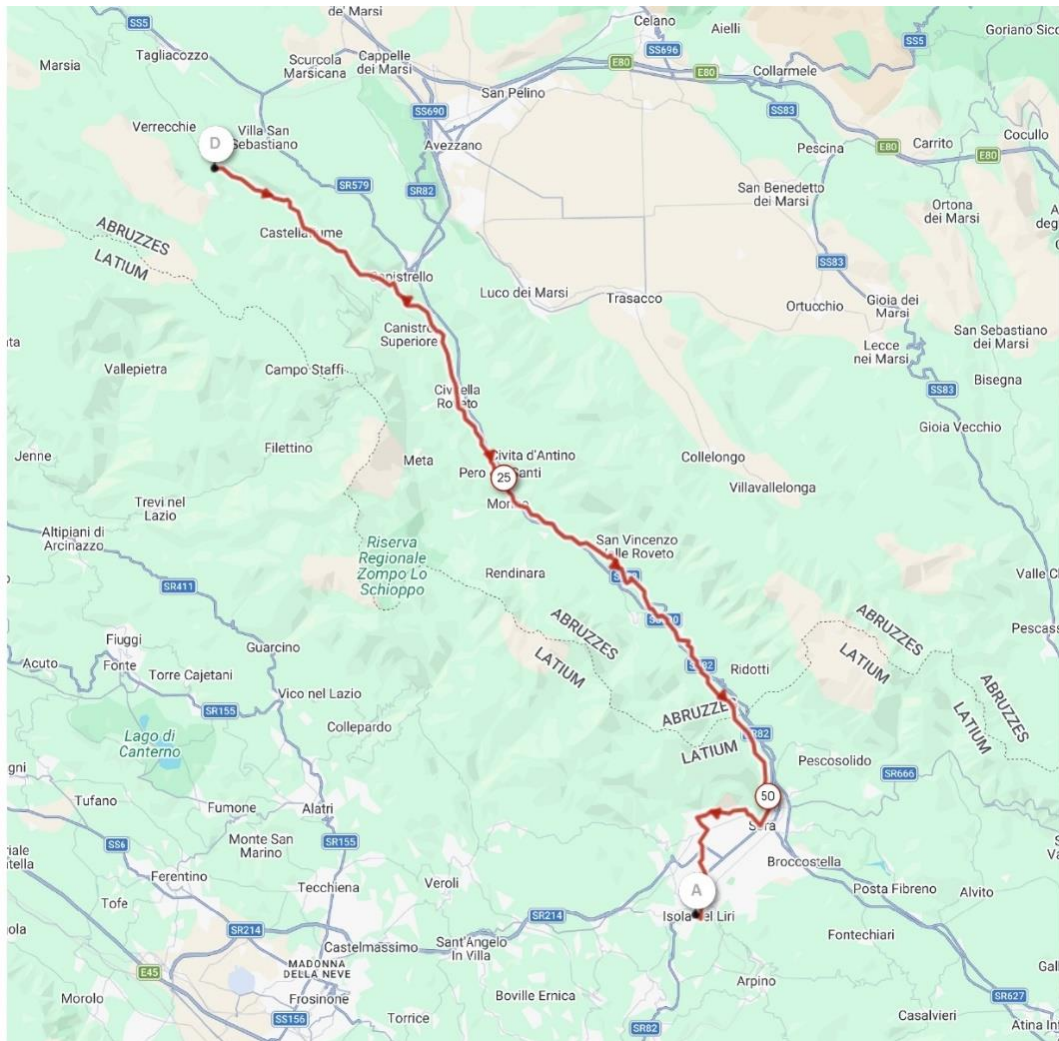 de' Marsi
Celano
Aielli
SS5
Goriano Sico
SS5
Tagliacozzo
Scurcola
Marsicana
Cappelle
dei Marsi
SS696
E80
E80
Collarmele
Marsia
San Pelino
SS690
SS83
Verrecchie
Villa San
Sebastiano
D
Avezzano
Pescina
E80
Carrito
Cocullo
E80
SR579
SR82
San Benedetto
dei Marsi
Ortona
dei Marsi
ABRUZZES
LATIUM
SS83
Luco dei Marsi
Trasacco
Ortucchio
Gioia dei
Marsi
Canistro
Superiore
Lecce
nei Marsi
San Sebastiano
dei Marsi
Vallepietra
Campo Staffi
Bisegna
SS83
Gioia Vecchio
Filettino
Jenne
Meta
Civita d'Antino
25
Collelongo
Villavallelonga
Trevi nel
Lazio
Altipiani di
Arcinazzo
Riserva
Regionale
Zompo Lo
Schioppo
San Vincenzo
Rendinara
SR411
Valle
Guarcino
ABRUZZES
LATIUM
ABRUZZES
LATIUM
Pescass
Fiuggi
Fonte
Acuto
Torre Cajetani
Ridotti
ABRUZZES
LATIUM
Vico nel Lazio
SR155
Collepardo
ABRUZZES
LATIUM
SR82
Lago di
Canterno
Pescosolido
SR666
Tufano
Fumone
Alatri
50
SS6
Monte San
Marino
SR155
Broccostella
Ferentino
Tecchiena
Veroli
A
Posta Fibreno
Alvito
Tofe
Isola del Liri
SR214
SR214
Castelmassimo
Sant'Angelo
In Villa
Fontechiari
E45
MADONNA
DELLA NEVE
Arpino
Morolo
Frosinone
Boville Ernica
SR627
SS156
Torrice
SR82
Casalvieri
Atina In